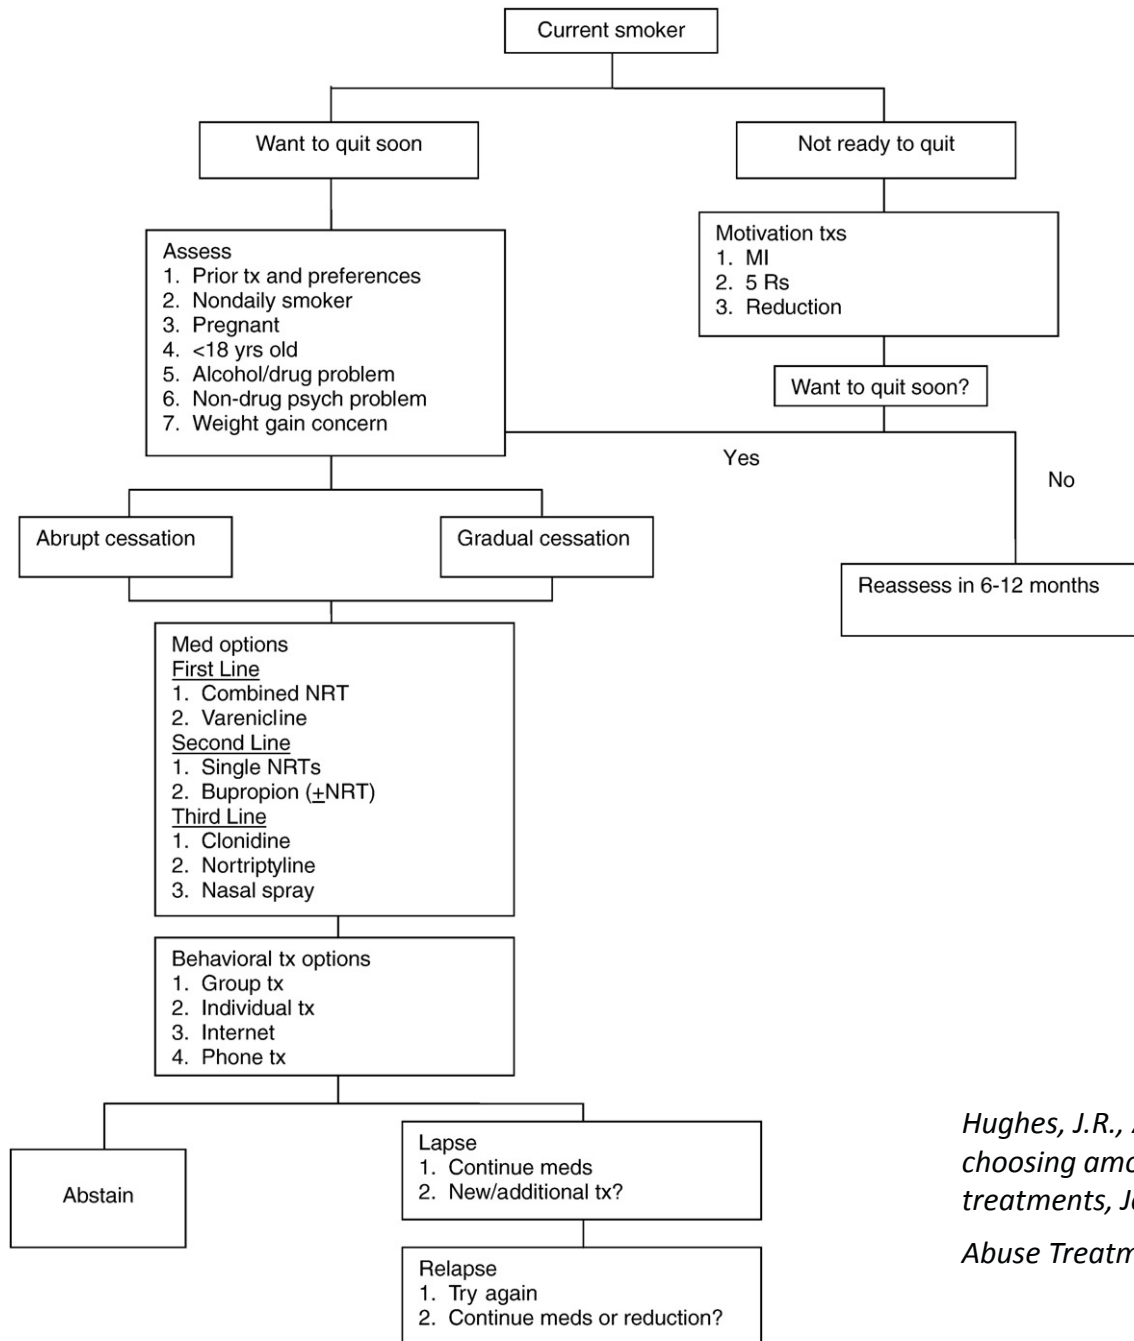 Current smoker
Want to quit soon
Not ready to quit
Assess
1. Prior tx and preferences
2. Nondaily smoker
3. Pregnant
4. <18 yrs old
5. Alcohol/drug problem
6. Non-drug psych problem
7. Weight gain concern
Motivation txs
1. MI
2. 5 Rs
3. Reduction
Want to quit soon?
Yes
No
Abrupt cessation
Gradual cessation
Reassess in 6-12 months
Med options
First Line
1. Combined NRT
2. Varenicline
Second Line
1. Single NRTs
2. Bupropion (±NRT)
Third Line
1. Clonidine
2. Nortriptyline
3. Nasal spray
Behavioral tx options
1. Group tx
2. Individual tx
3. Internet
4. Phone tx
Abstain
Lapse
1. Continue meds
2. New/additional tx?
Relapse
1. Try again
2. Continue meds or reduction?
Hughes, J.R.,
choosing amo
treatments,
Abuse Treatm